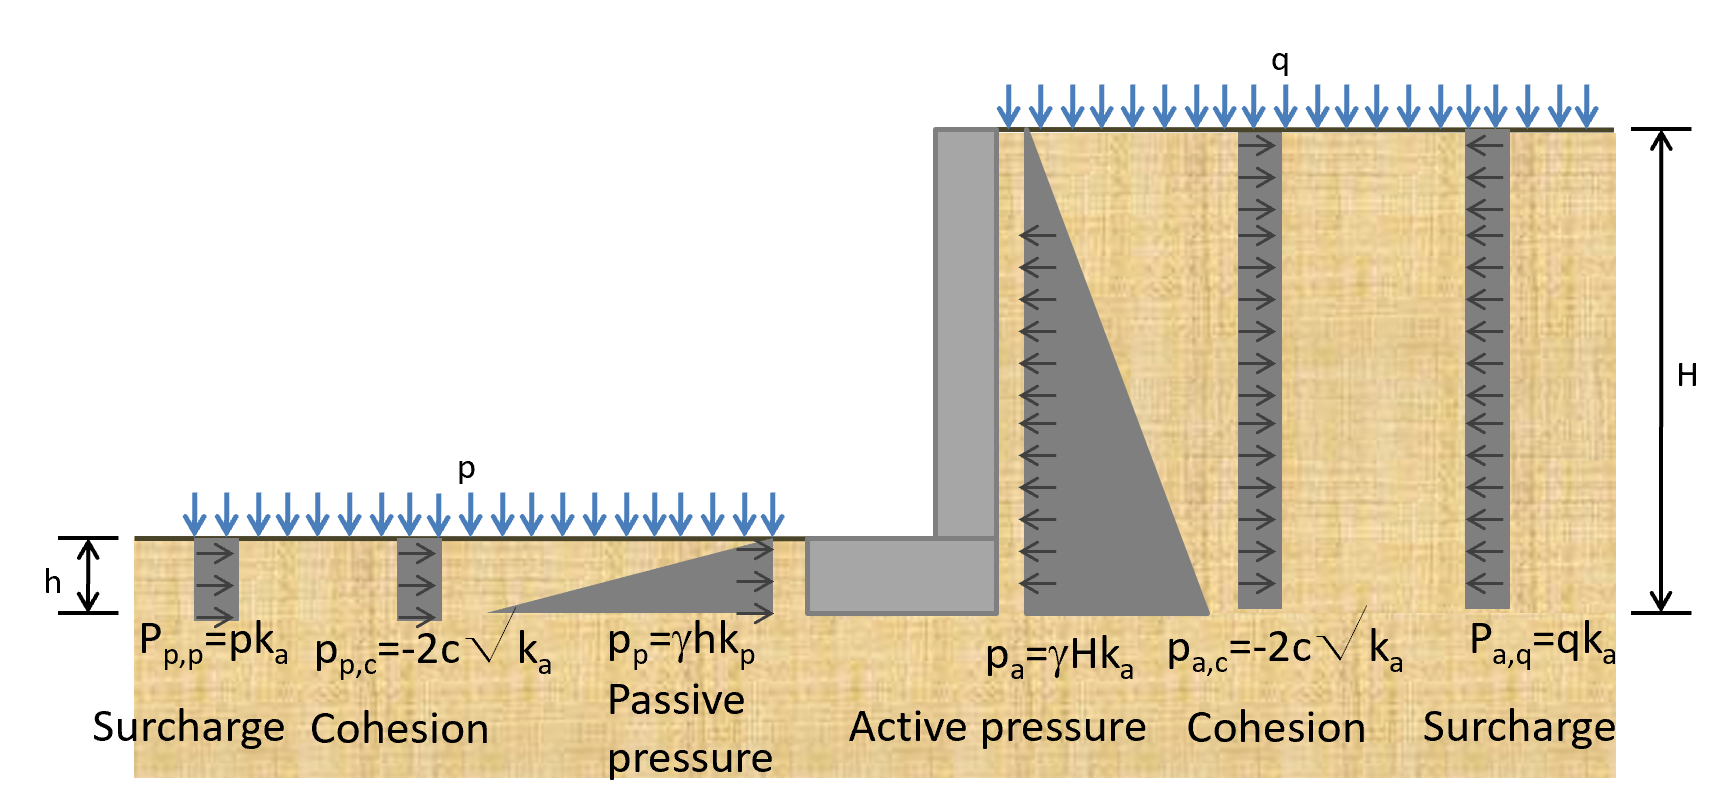 q
H
p
h
Pp,p=pka
pp,c=-2c√ka
pp=γhkp
pa=γHka
pa,c=-2c√ka
Pa,q=qka
Surcharge
Cohesion
Passive
pressure
Active pressure
Cohesion
Surcharge